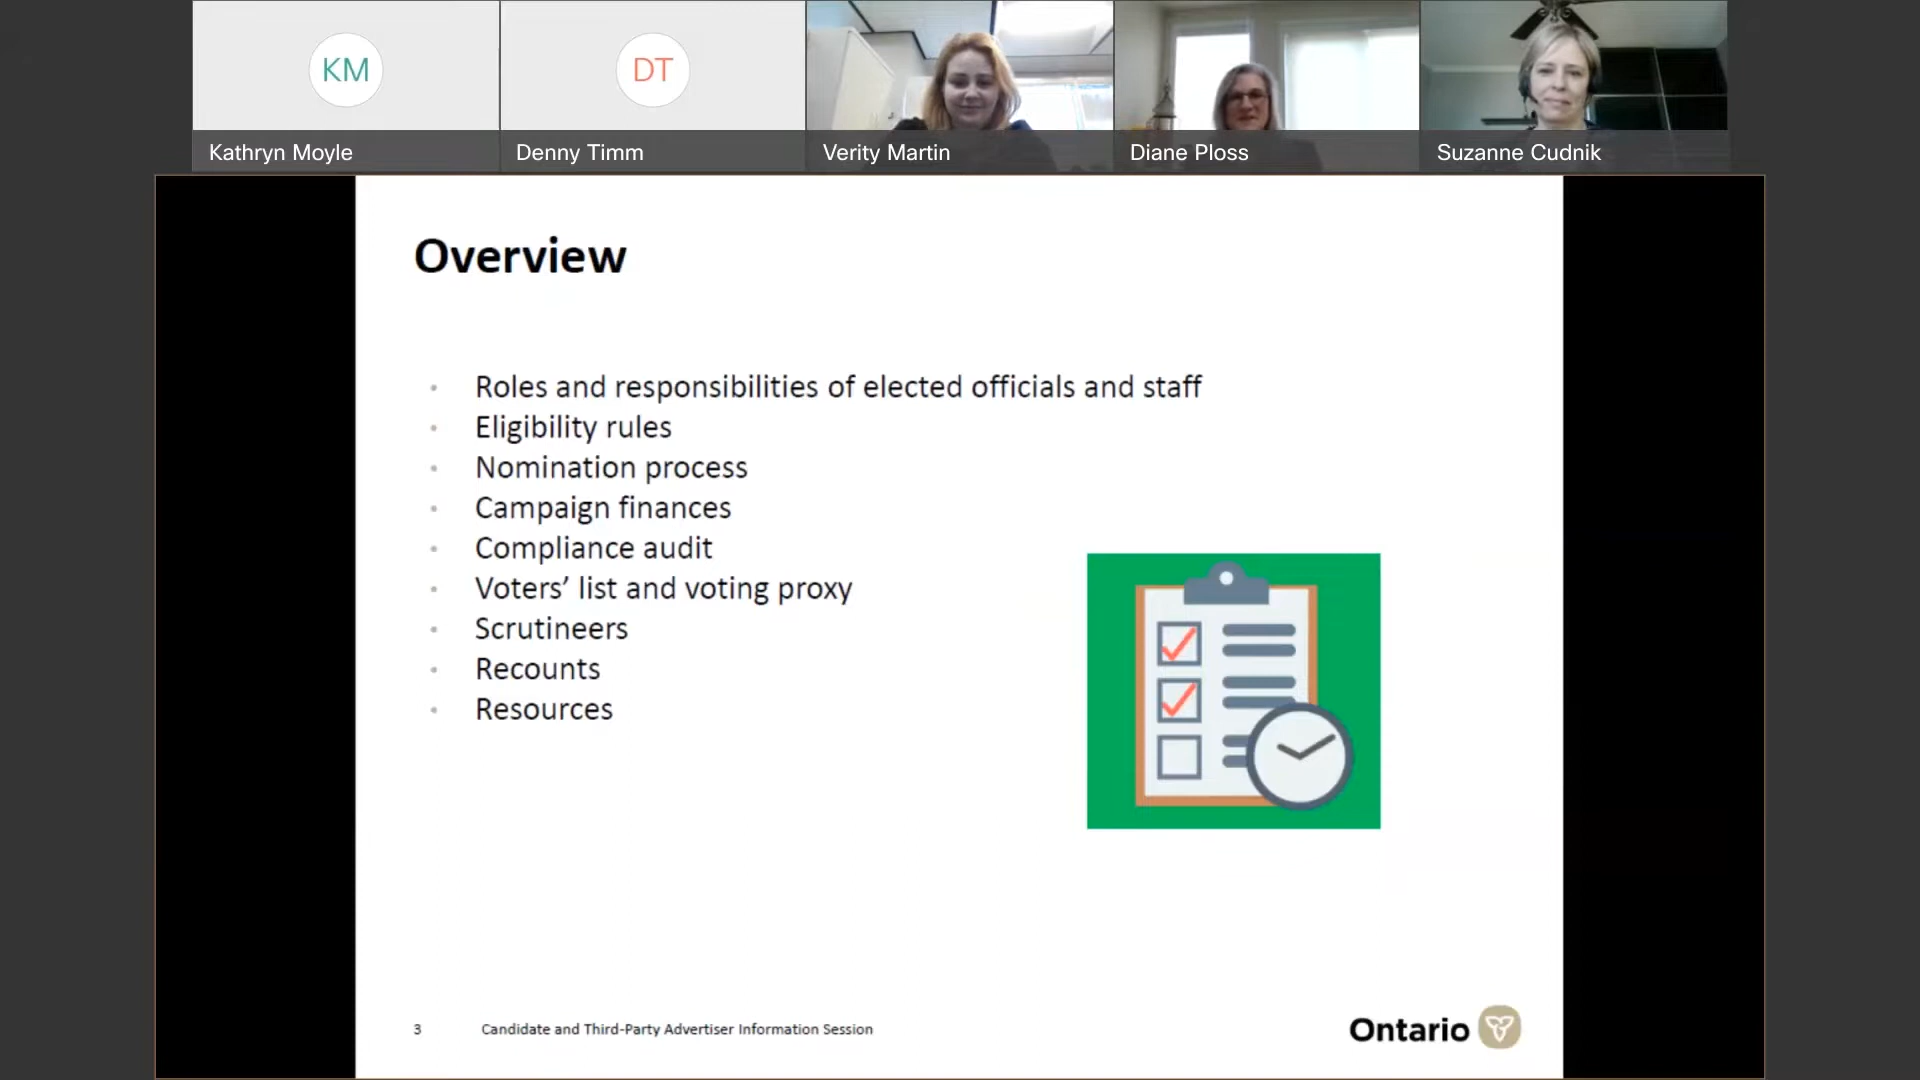 KM
DT
Kathryn Moyle
Denny Timm
Verity Martin
Diane Ploss
Suzanne Cudnik
Overview
• Roles and responsibilities of elected officials and staff
• Eligibility rules
• Nomination process
• Campaign finances
• Compliance audit
• Voters’ list and voting proxy
• Scrutineers
• Recounts
• Resources
3
Candidate and Third-Party Advertiser Information Session
Ontario